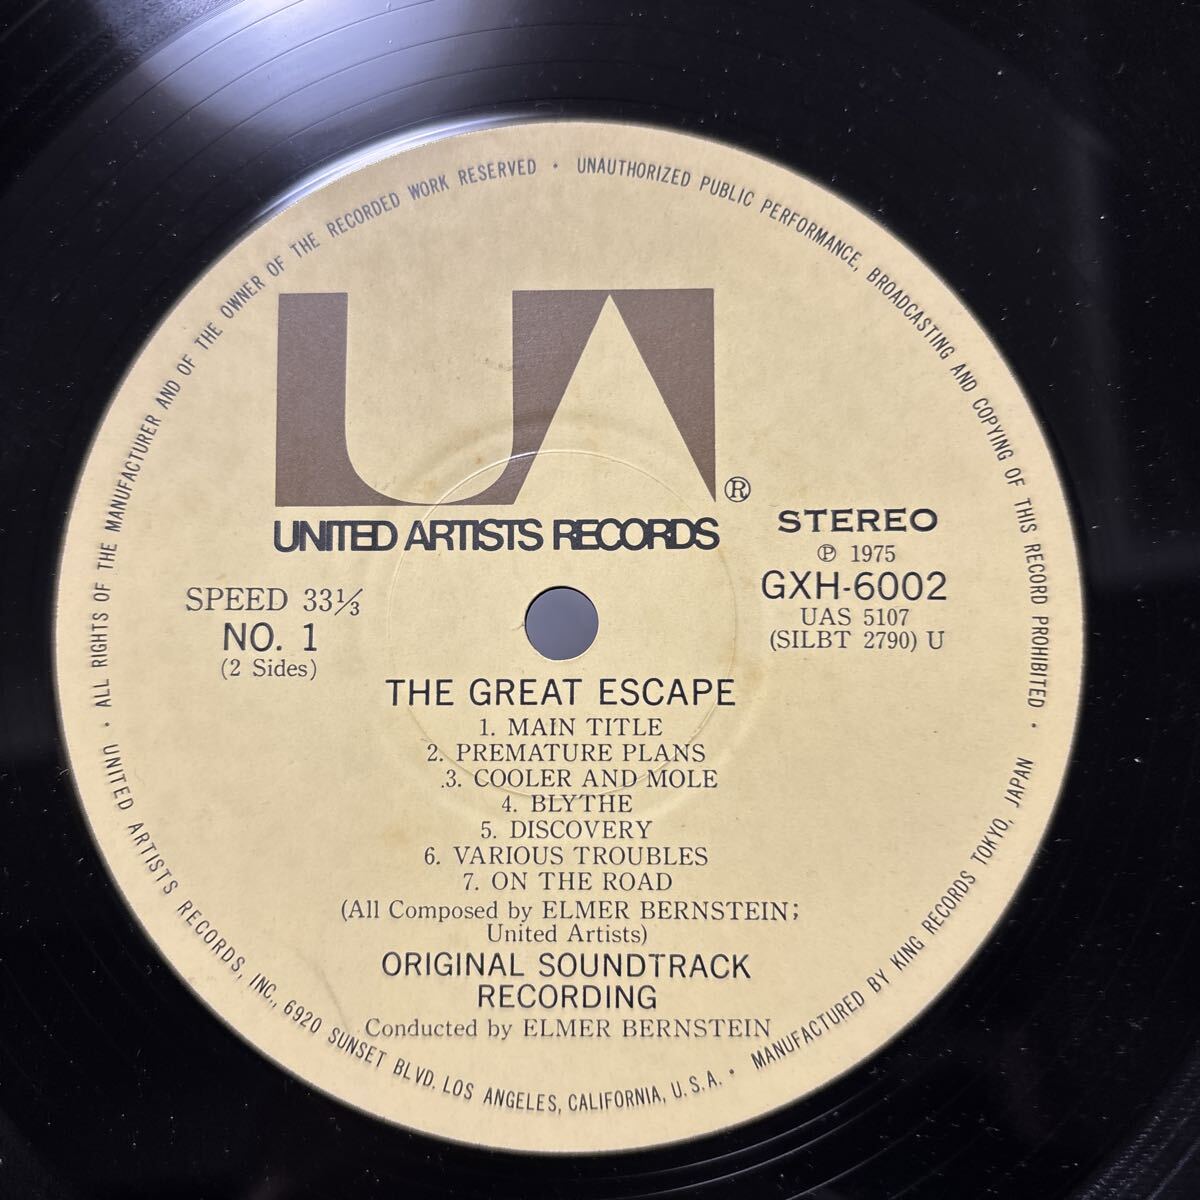 UA
®
UNITED ARTISTS RECORDS
STEREO
℗ 1975
GXH-6002
UAS 5107
(SILBT 2790) U
SPEED 33⅓
NO. 1
(2 Sides)
THE GREAT ESCAPE
1. MAIN TITLE
2. PREMATURE PLANS
3. COOLER AND MOLE
4. BLYTHE
5. DISCOVERY
6. VARIOUS TROUBLES
7. ON THE ROAD
(All Composed by ELMER BERNSTEIN;
United Artists)
ORIGINAL SOUNDTRACK
RECORDING
Conducted by ELMER BERNSTEIN
· ALL RIGHTS OF THE MANUFACTURER AND OF THE OWNER OF THE RECORDED WORK RESERVED · UNAUTHORIZED PUBLIC PERFORMANCE, BROADCASTING AND COPYING OF THIS RECORD PROHIBITED ·
UNITED ARTISTS RECORDS, INC., 6920 SUNSET BLVD. LOS ANGELES, CALIFORNIA, U.S.A. · MANUFACTURED BY KING RECORDS TOKYO, JAPAN